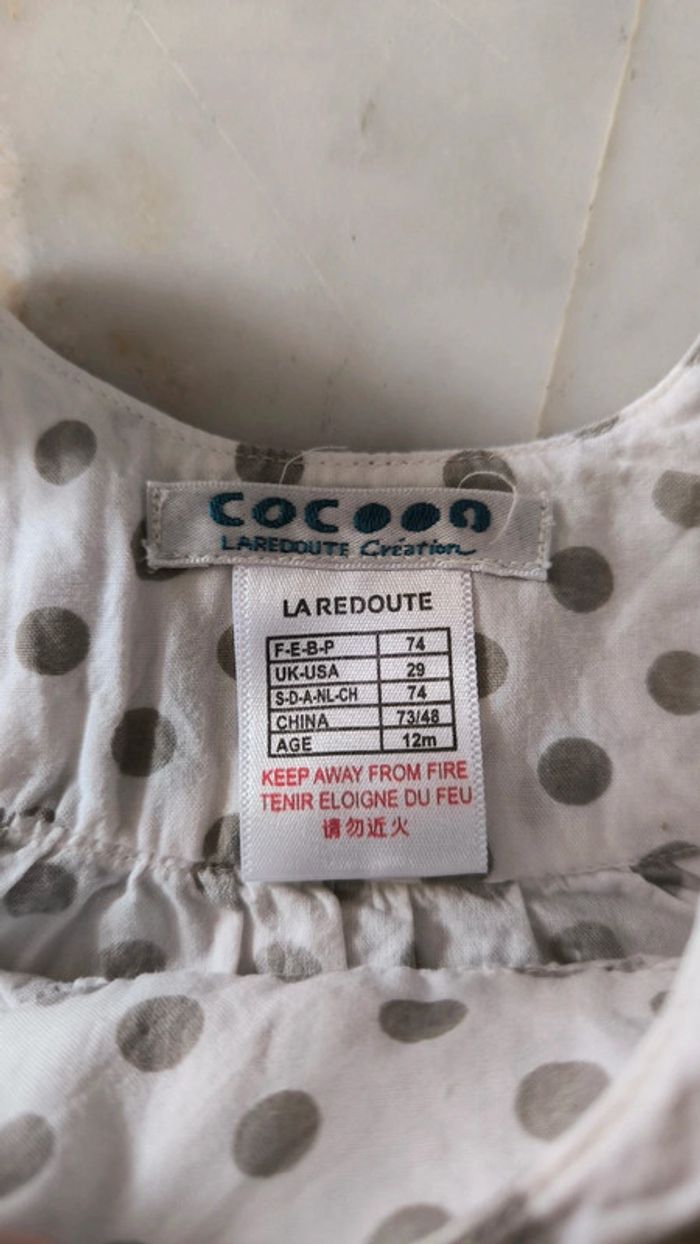 COCOON
LAREDOUTE Création
LA REDOUTE
F-E-B-P 74
UK-USA 29
S-D-A-NL-CH 74
CHINA 73/48
AGE 12m
KEEP AWAY FROM FIRE
TENIR ELOIGNE DU FEU
请勿近火